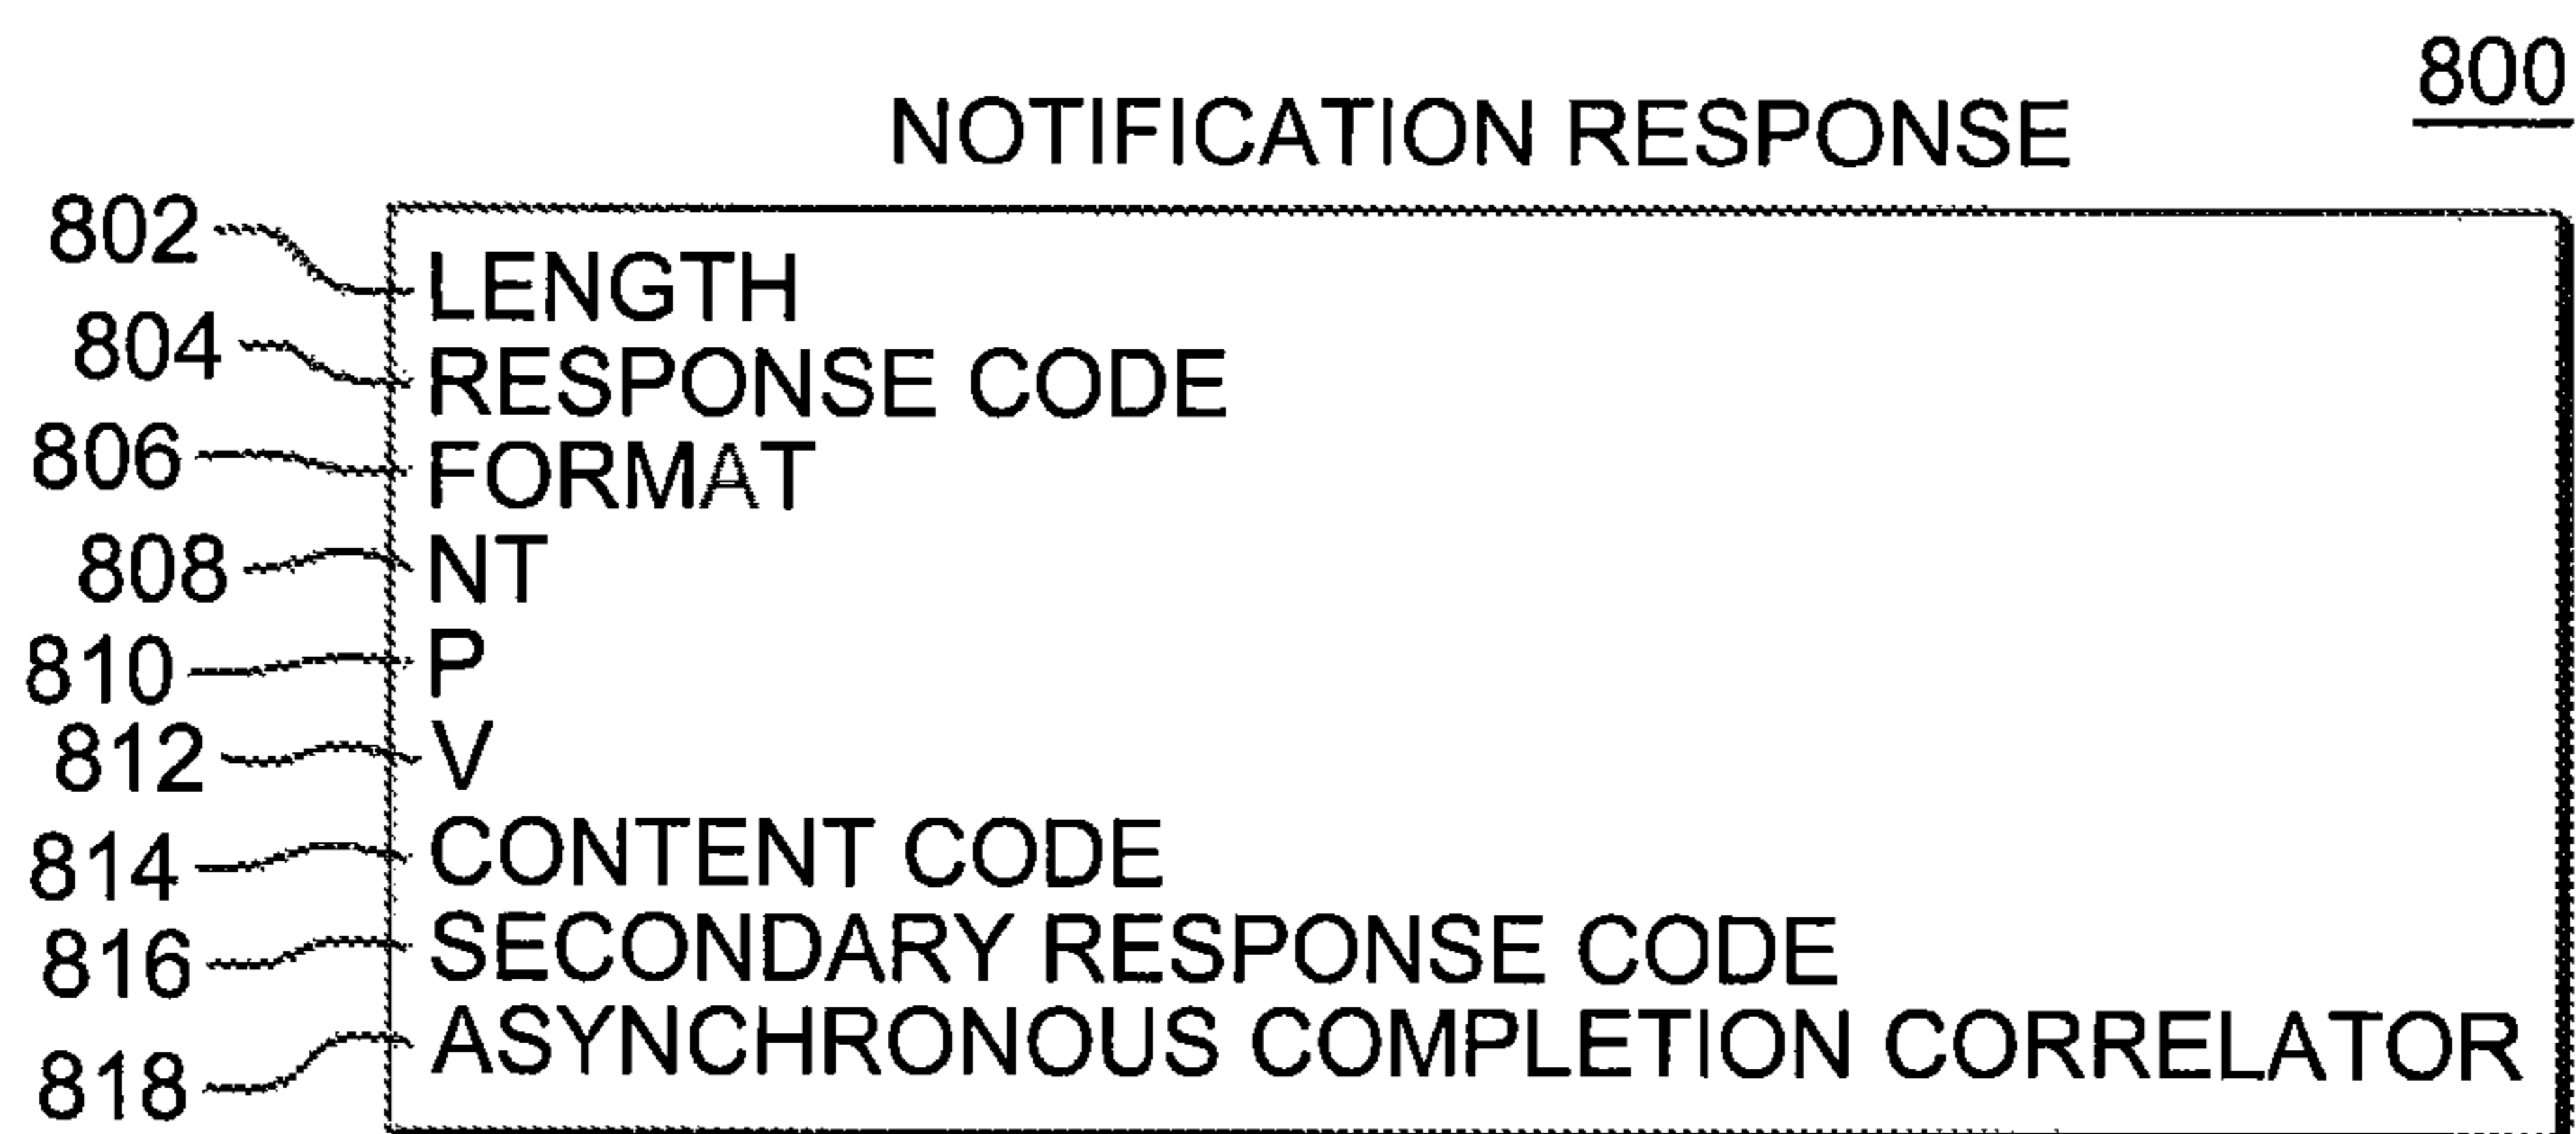 800
NOTIFICATION RESPONSE
802 LENGTH
804 RESPONSE CODE
806 FORMAT
808 NT
810 P
812 V
814 CONTENT CODE
816 SECONDARY RESPONSE CODE
818 ASYNCHRONOUS COMPLETION CORRELATOR